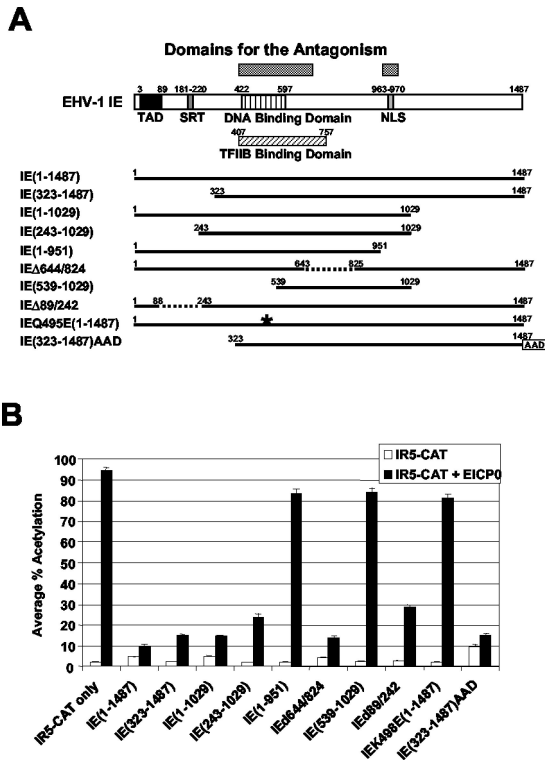 A
Domains for the Antagonism
3 89 181-220 422 597 963-970 1487
EHV-1 IE
TAD SRT DNA Binding Domain NLS
407 757
TFIIB Binding Domain
IE(1-1487) 1 1487
IE(323-1487) 323 1487
IE(1-1029) 1 1029
IE(243-1029) 243 1029
IE(1-951) 1 951
IEΔ644/824 1 643 825 1487
IE(539-1029) 539 1029
IEΔ89/242 1 88 243 1487
IEQ495E(1-1487) 1 * 1487
IE(323-1487)AAD 323 1487 AAD
B
IR5-CAT
IR5-CAT + EICP0
Average % Acetylation
100
90
80
70
60
50
40
30
20
10
0
IR5-CAT only
IE(1-1487)
IE(323-1487)
IE(1-1029)
IE(243-1029)
IE(1-951)
IEd644/824
IE(539-1029)
IEd89/242
IEK498E(1-1487)
IE(323-1487)AAD